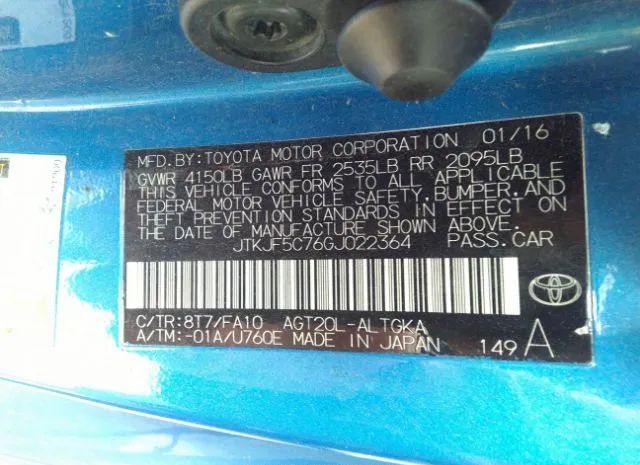 MFD.BY:TOYOTA MOTOR CORPORATION 01/16
GVWR 4150LB GAWR FR 2535LB RR 2095LB
THIS VEHICLE CONFORMS TO ALL APPLICABLE
FEDERAL MOTOR VEHICLE SAFETY,BUMPER,AND
THEFT PREVENTION STANDARDS IN EFFECT ON
THE DATE OF MANUFACTURE SHOWN ABOVE.
JTKJF5C76GJ022364 PASS.CAR
C/TR:8T7/FA10 AGT20L-ALTGKA
A/TM:-01A/U760E MADE IN JAPAN 149 A